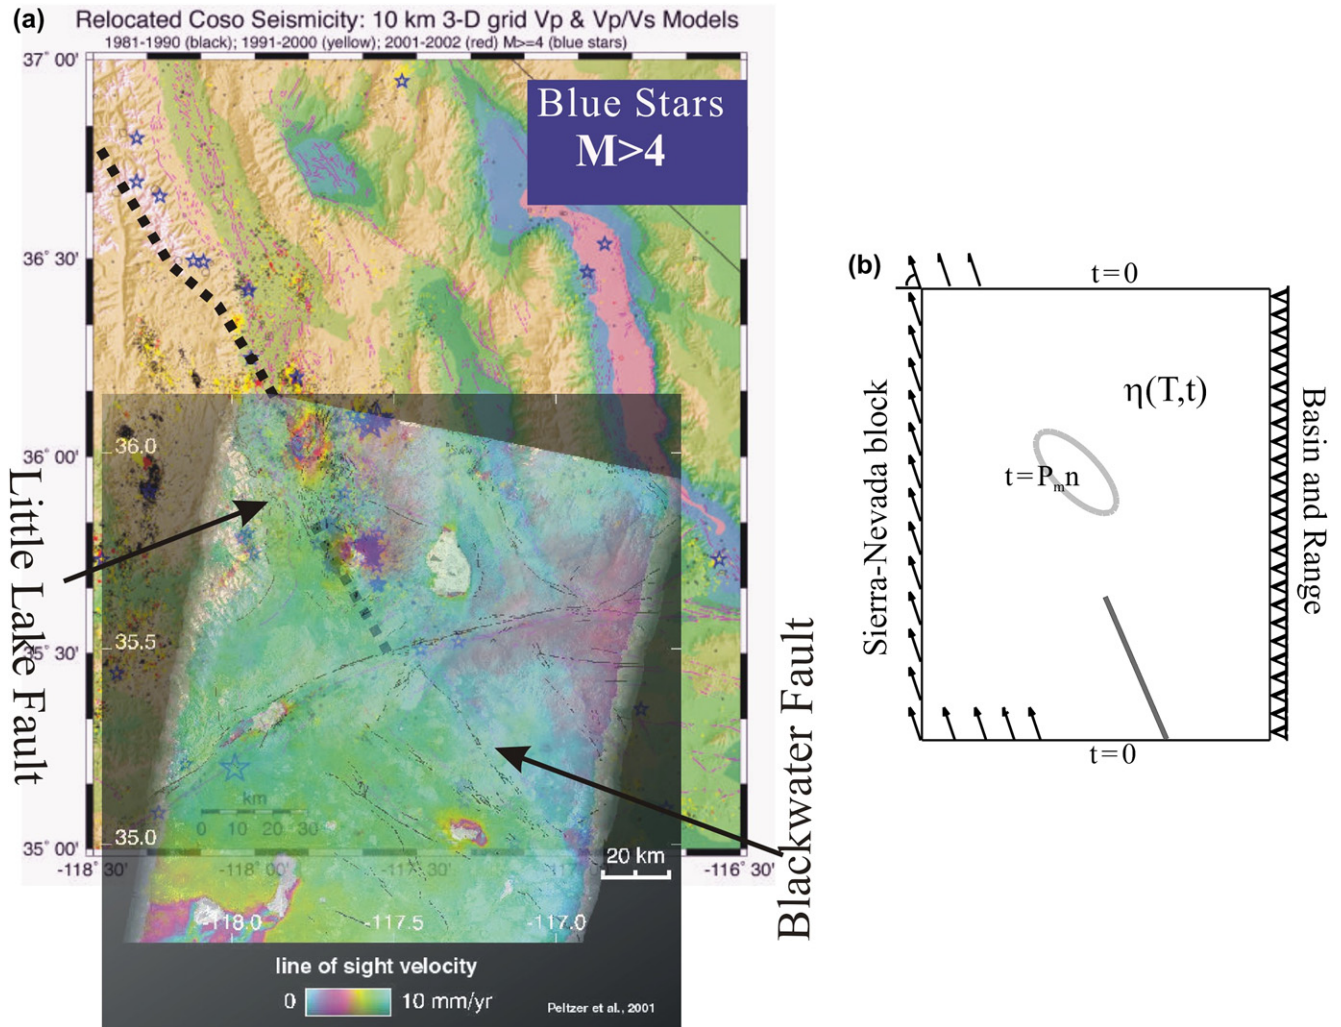 (a)
Relocated Coso Seismicity: 10 km 3-D grid Vp & Vp/Vs Models
1981-1990 (black); 1991-2000 (yellow); 2001-2002 (red) M>=4 (blue stars)
37° 00'
Blue Stars
M>4
36° 30'
36° 00'
36.0
35° 30'
35.5
35° 00'
35.0
km
0 10 20 30
20 km
-118° 30'
-118° 00'
-117° 30'
-116° 30'
-118.0
-117.5
-117.0
line of sight velocity
0
10 mm/yr
Peltzer et al., 2001
Little Lake Fault
Blackwater Fault
(b)
t=0
Sierra-Nevada block
η(T,t)
t=Pmn
Basin and Range
t=0